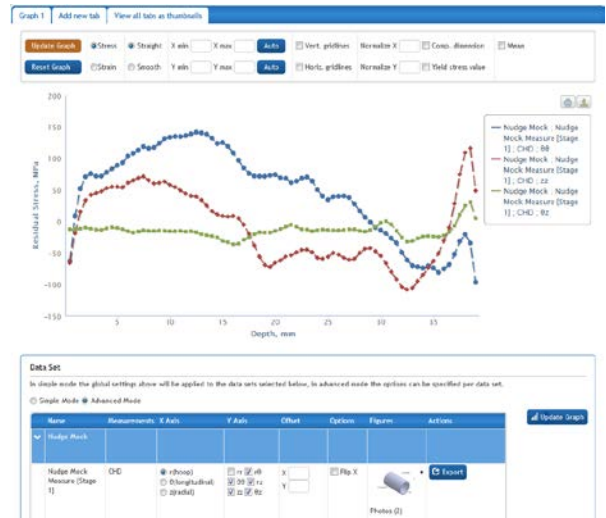 Graph 1 Add new tab View all tabs as thumbnails
Update Graph Stress Straight X min X max Auto Vert. gridlines Normalize X Comp. dimension Mean
Reset Graph Strain Smooth Y min Y max Auto Horiz. gridlines Normalize Y Yield stress value
200
150
100
50
0
-50
-100
-150
Residual Stress, MPa
5 10 15 20 25 30 35
Depth, mm
Nudge Mock ; Nudge
Mock Measure [Stage
1] ; CHD ; θθ
Nudge Mock ; Nudge
Mock Measure [Stage
1] ; CHD ; zz
Nudge Mock ; Nudge
Mock Measure [Stage
1] ; CHD ; θz
Data Set
In simple mode the global settings above will be applied to the data sets selected below, in advanced mode the options can be specified per data set.
Simple Mode Advanced Mode
Update Graph
Name Measurements X Axis Y Axis Offset Options Figures Actions
Nudge Mock
Nudge Mock
Measure [Stage
1]
CHD
r(hoop)
θ(longitudinal)
z(radial)
rr rθ
θθ rz
zz θz
X
Y
Flip X
Export
Photos (2)